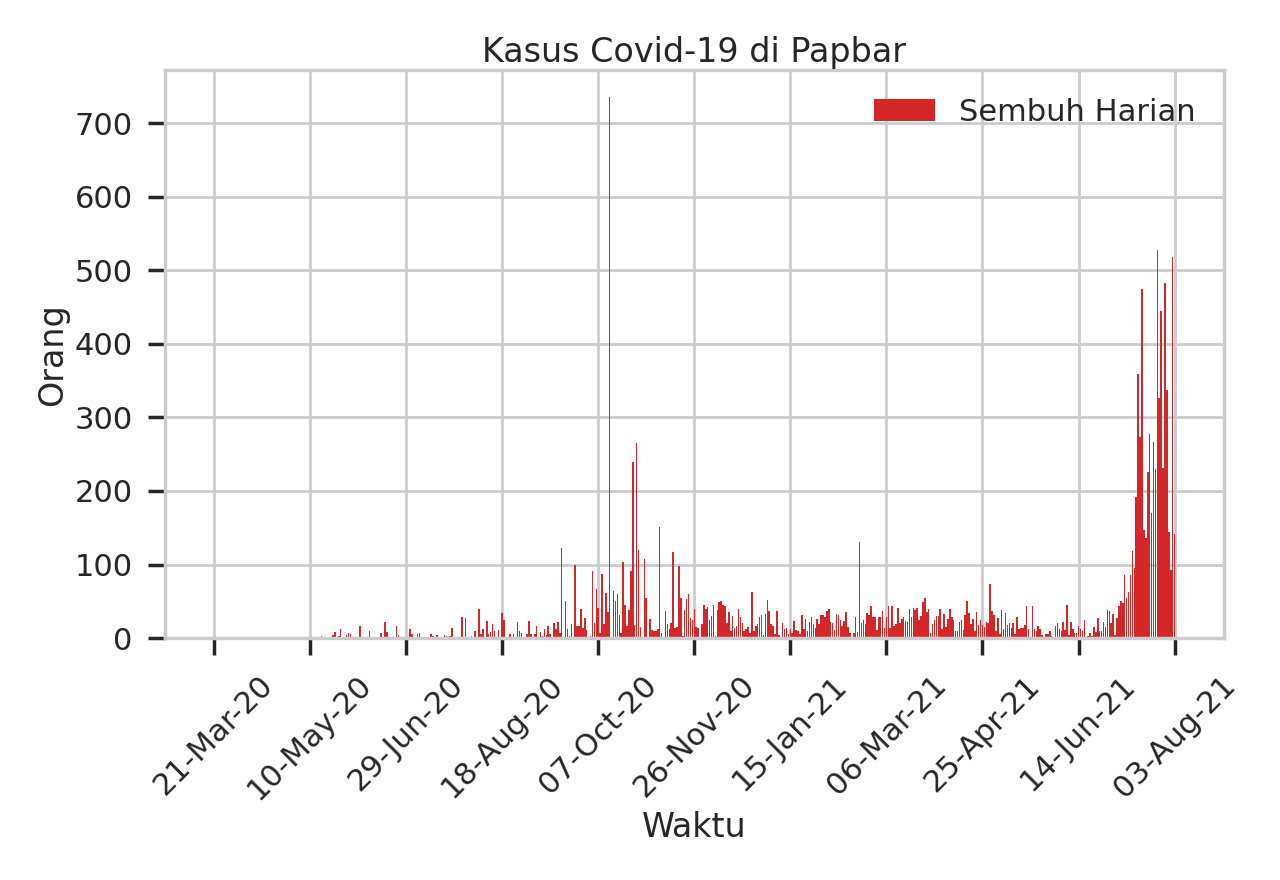 Kasus Covid-19 di Papbar
Sembuh Harian
700
600
500
400
300
200
100
0
Orang
21-Mar-20
10-May-20
29-Jun-20
18-Aug-20
07-Oct-20
26-Nov-20
15-Jan-21
06-Mar-21
25-Apr-21
14-Jun-21
03-Aug-21
Waktu